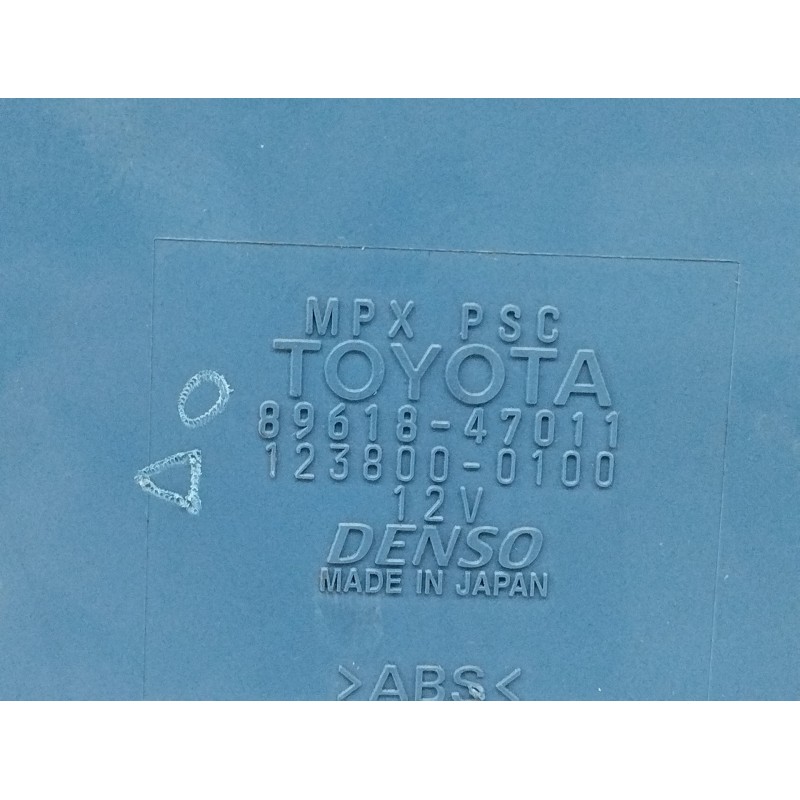 MPX PSC
TOYOTA
89618-47011
123800-0100
12V
DENSO
MADE IN JAPAN
>ABS<